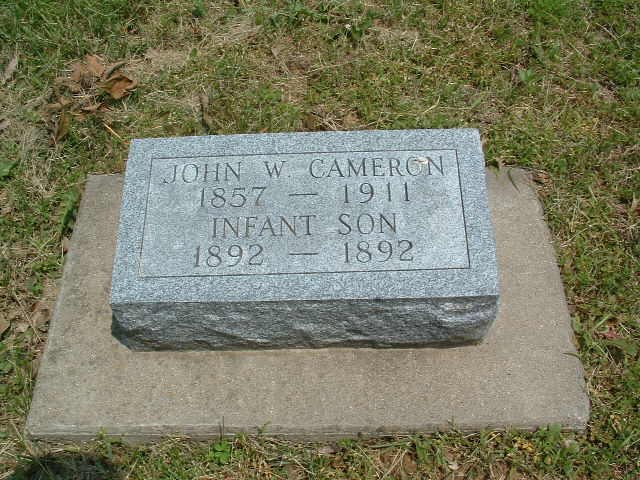 JOHN W. CAMERON
1857 — 1911
INFANT SON
1892 — 1892